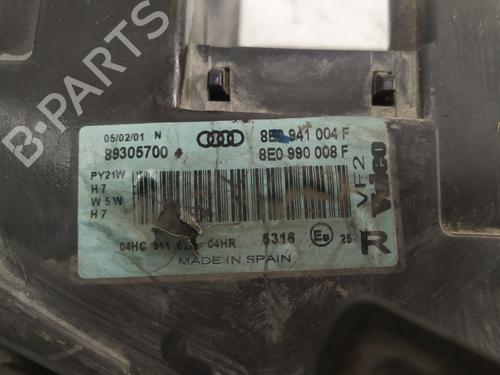 B-PARTS
05/02/01 N
8E0 941 004 F
89305700
8E0 990 008 F
PY21W
H7
W5W
H7
VF2
Valeo
04HR
5316
25
R
MADE IN SPAIN